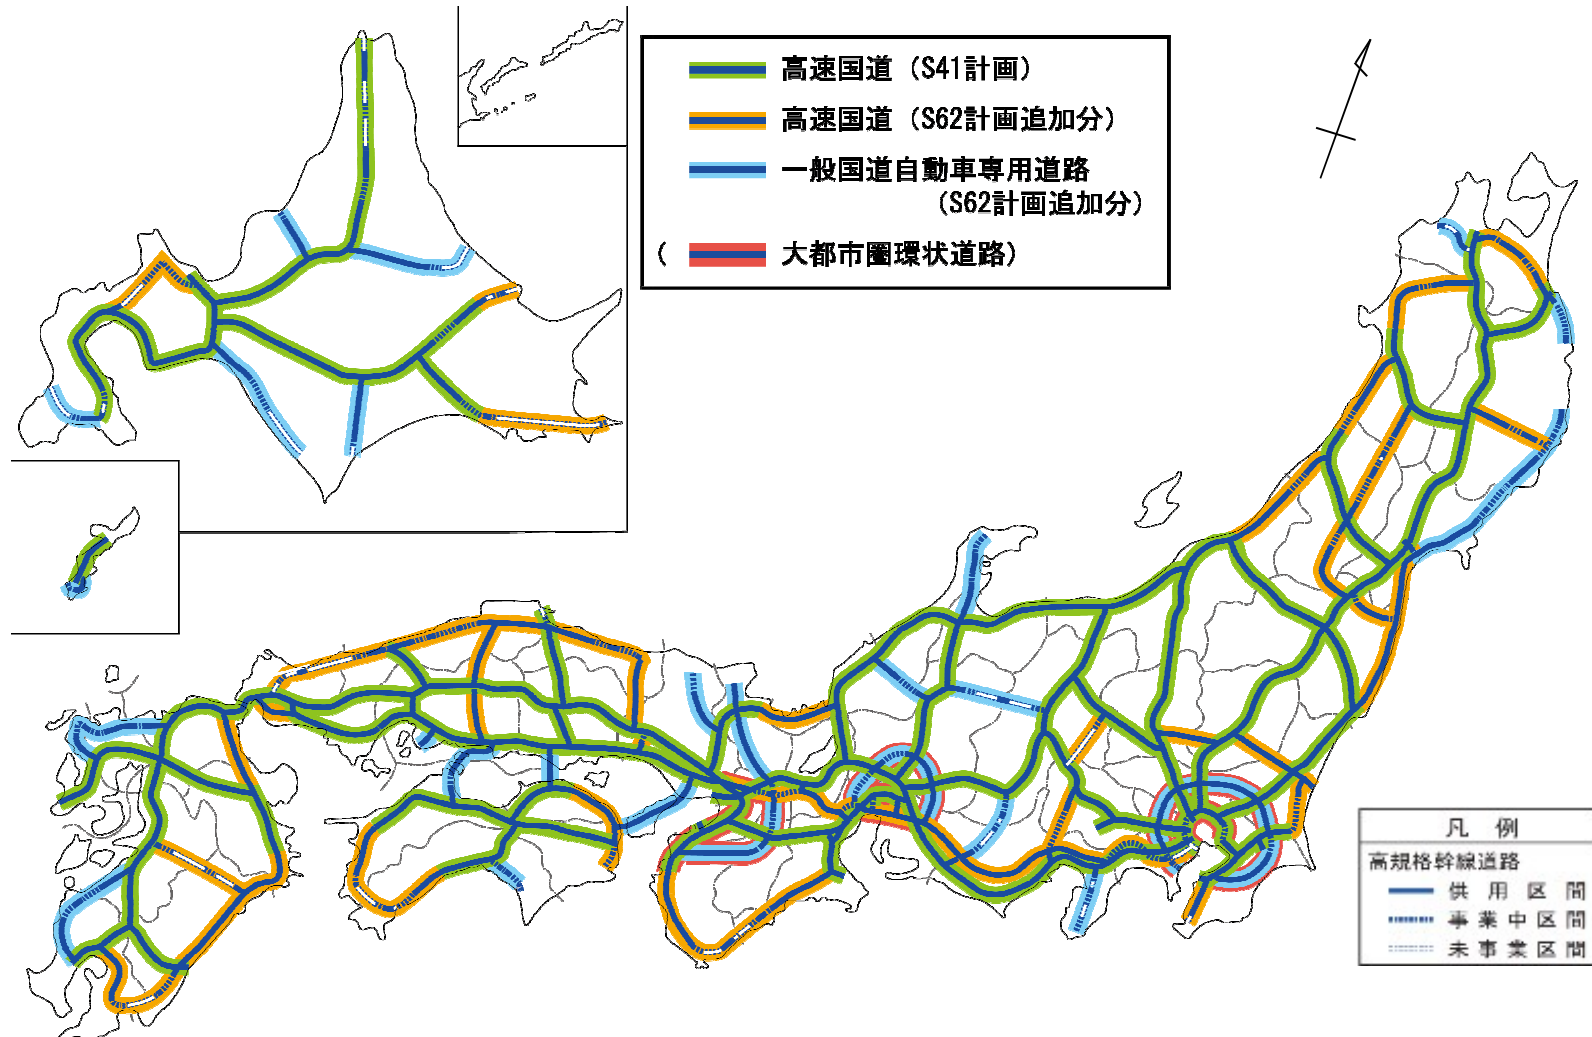 高速国道（S41計画）
高速国道（S62計画追加分）
一般国道自動車専用道路
（S62計画追加分）
（ 大都市圏環状道路）
凡 例
高規格幹線道路
供 用 区 間
事 業 中 区 間
未 事 業 区 間